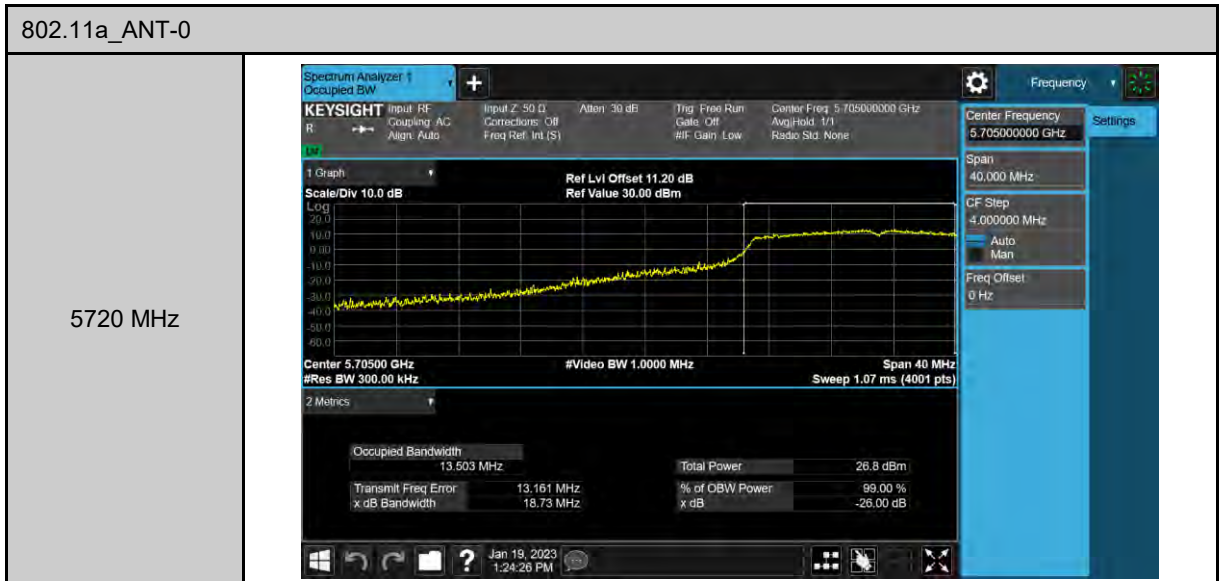 802.11a_ANT-0
5720 MHz
Spectrum Analyzer 1
Occupied BW
+
Frequency
KEYSIGHT
R
Input: RF
Coupling: AC
Align: Auto
Input Z: 50 Ω
Corrections: Off
Freq Ref: Int (S)
Atten: 30 dB
Trig: Free Run
Gate: Off
#IF Gain: Low
Center Freq: 5.705000000 GHz
Avg|Hold: 1/1
Radio Std: None
Center Frequency
5.705000000 GHz
Settings
Span
40.000 MHz
CF Step
4.000000 MHz
Auto
Man
Freq Offset
0 Hz
1 Graph
Scale/Div 10.0 dB
Ref Lvl Offset 11.20 dB
Ref Value 30.00 dBm
Log
20.0
10.0
0.00
-10.0
-20.0
-30.0
-40.0
-50.0
-60.0
Center 5.70500 GHz
#Video BW 1.0000 MHz
Span 40 MHz
#Res BW 300.00 kHz
Sweep 1.07 ms (4001 pts)
2 Metrics
Occupied Bandwidth
13.503 MHz
Total Power 26.8 dBm
Transmit Freq Error 13.161 MHz
% of OBW Power 99.00 %
x dB Bandwidth 18.73 MHz
x dB -26.00 dB
?
Jan 19, 2023
1:24:26 PM